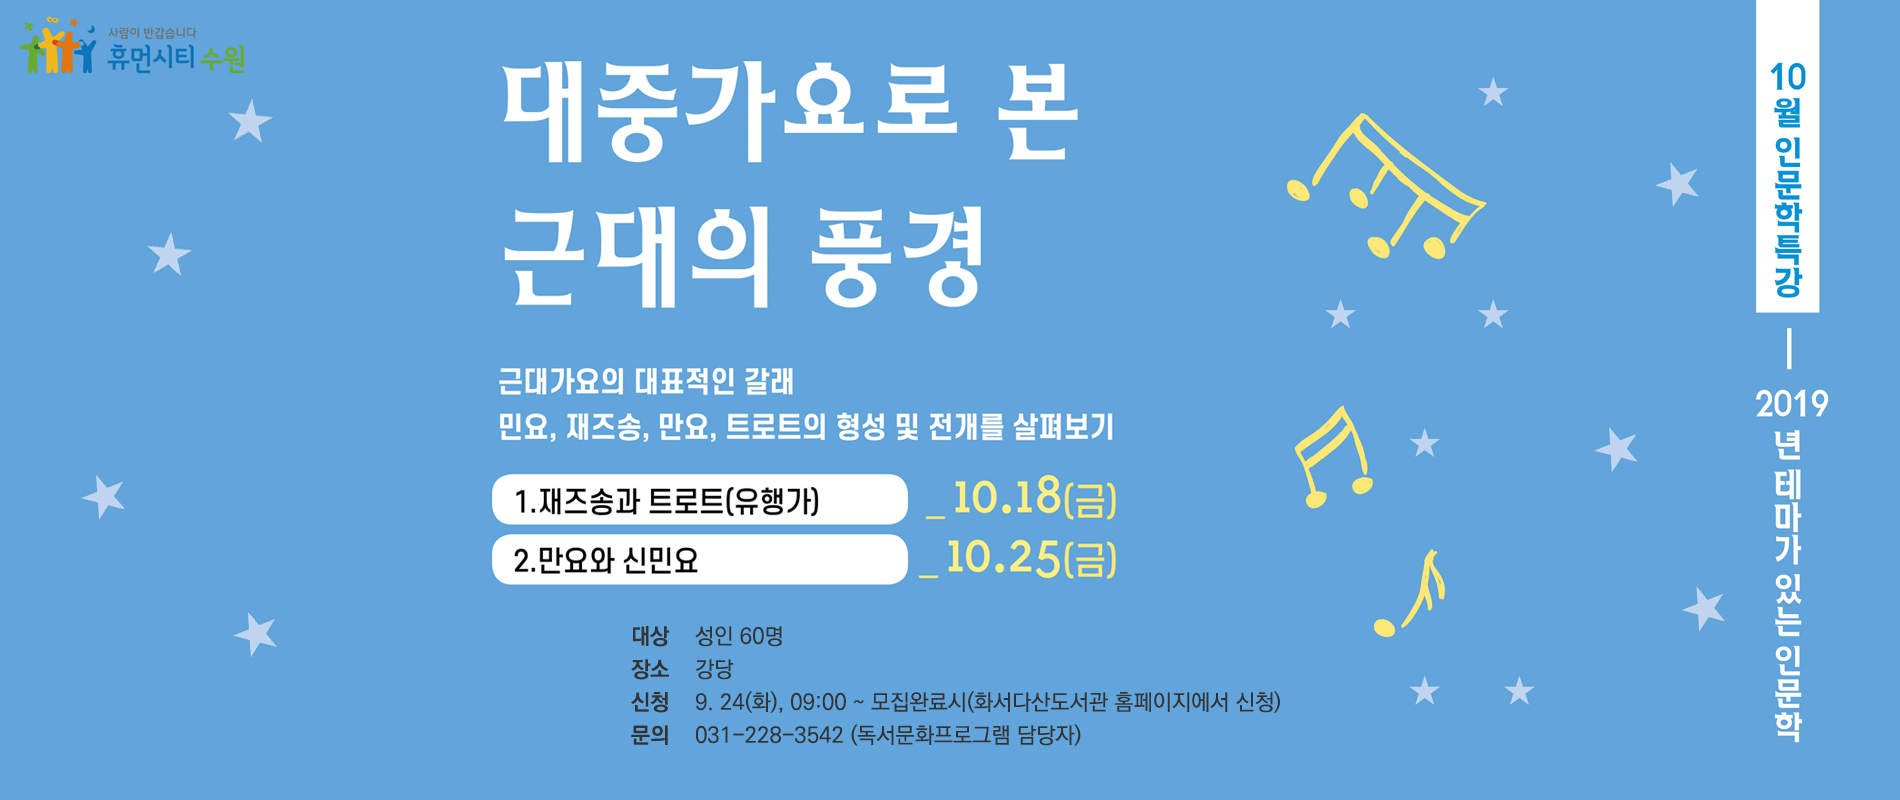 사람이 반갑습니다
휴먼시티 수원
대중가요로 본
근대의 풍경
근대가요의 대표적인 갈래
민요, 재즈송, 만요, 트로트의 형성 및 전개를 살펴보기
1.재즈송과 트로트(유행가) _ 10.18(금)
2.만요와 신민요 _ 10.25(금)
대상 성인 60명
장소 강당
신청 9. 24(화), 09:00 ~ 모집완료시(화서다산도서관 홈페이지에서 신청)
문의 031-228-3542 (독서문화프로그램 담당자)
10월 인문학특강 | 2019년 테마가 있는 인문학